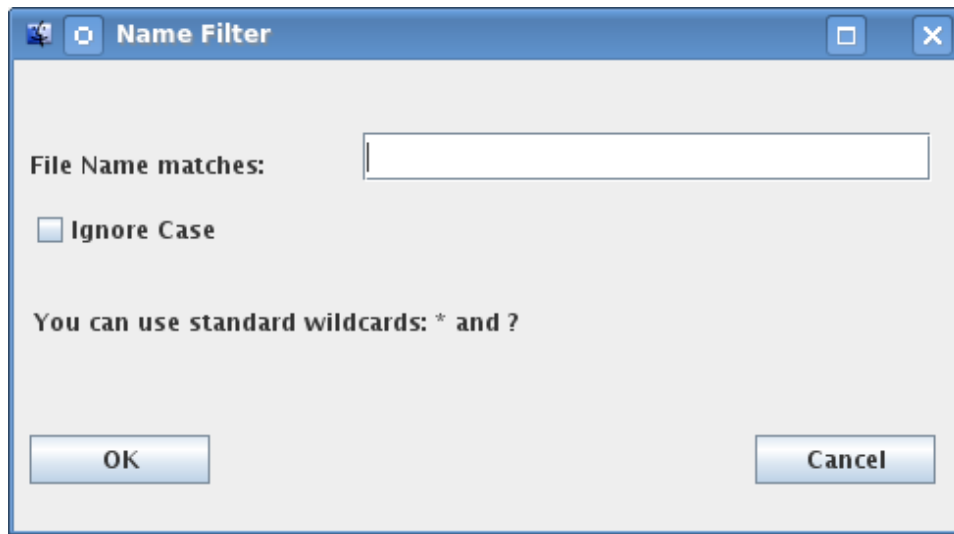 Name Filter
File Name matches:
Ignore Case
You can use standard wildcards: * and ?
OK
Cancel